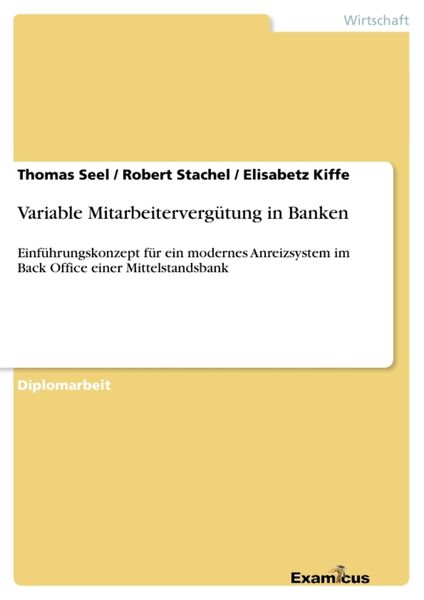 Wirtschaft
Thomas Seel / Robert Stachel / Elisabetz Kiffe
Variable Mitarbeitervergütung in Banken
Einführungskonzept für ein modernes Anreizsystem im
Back Office einer Mittelstandsbank
Diplomarbeit
Examicus